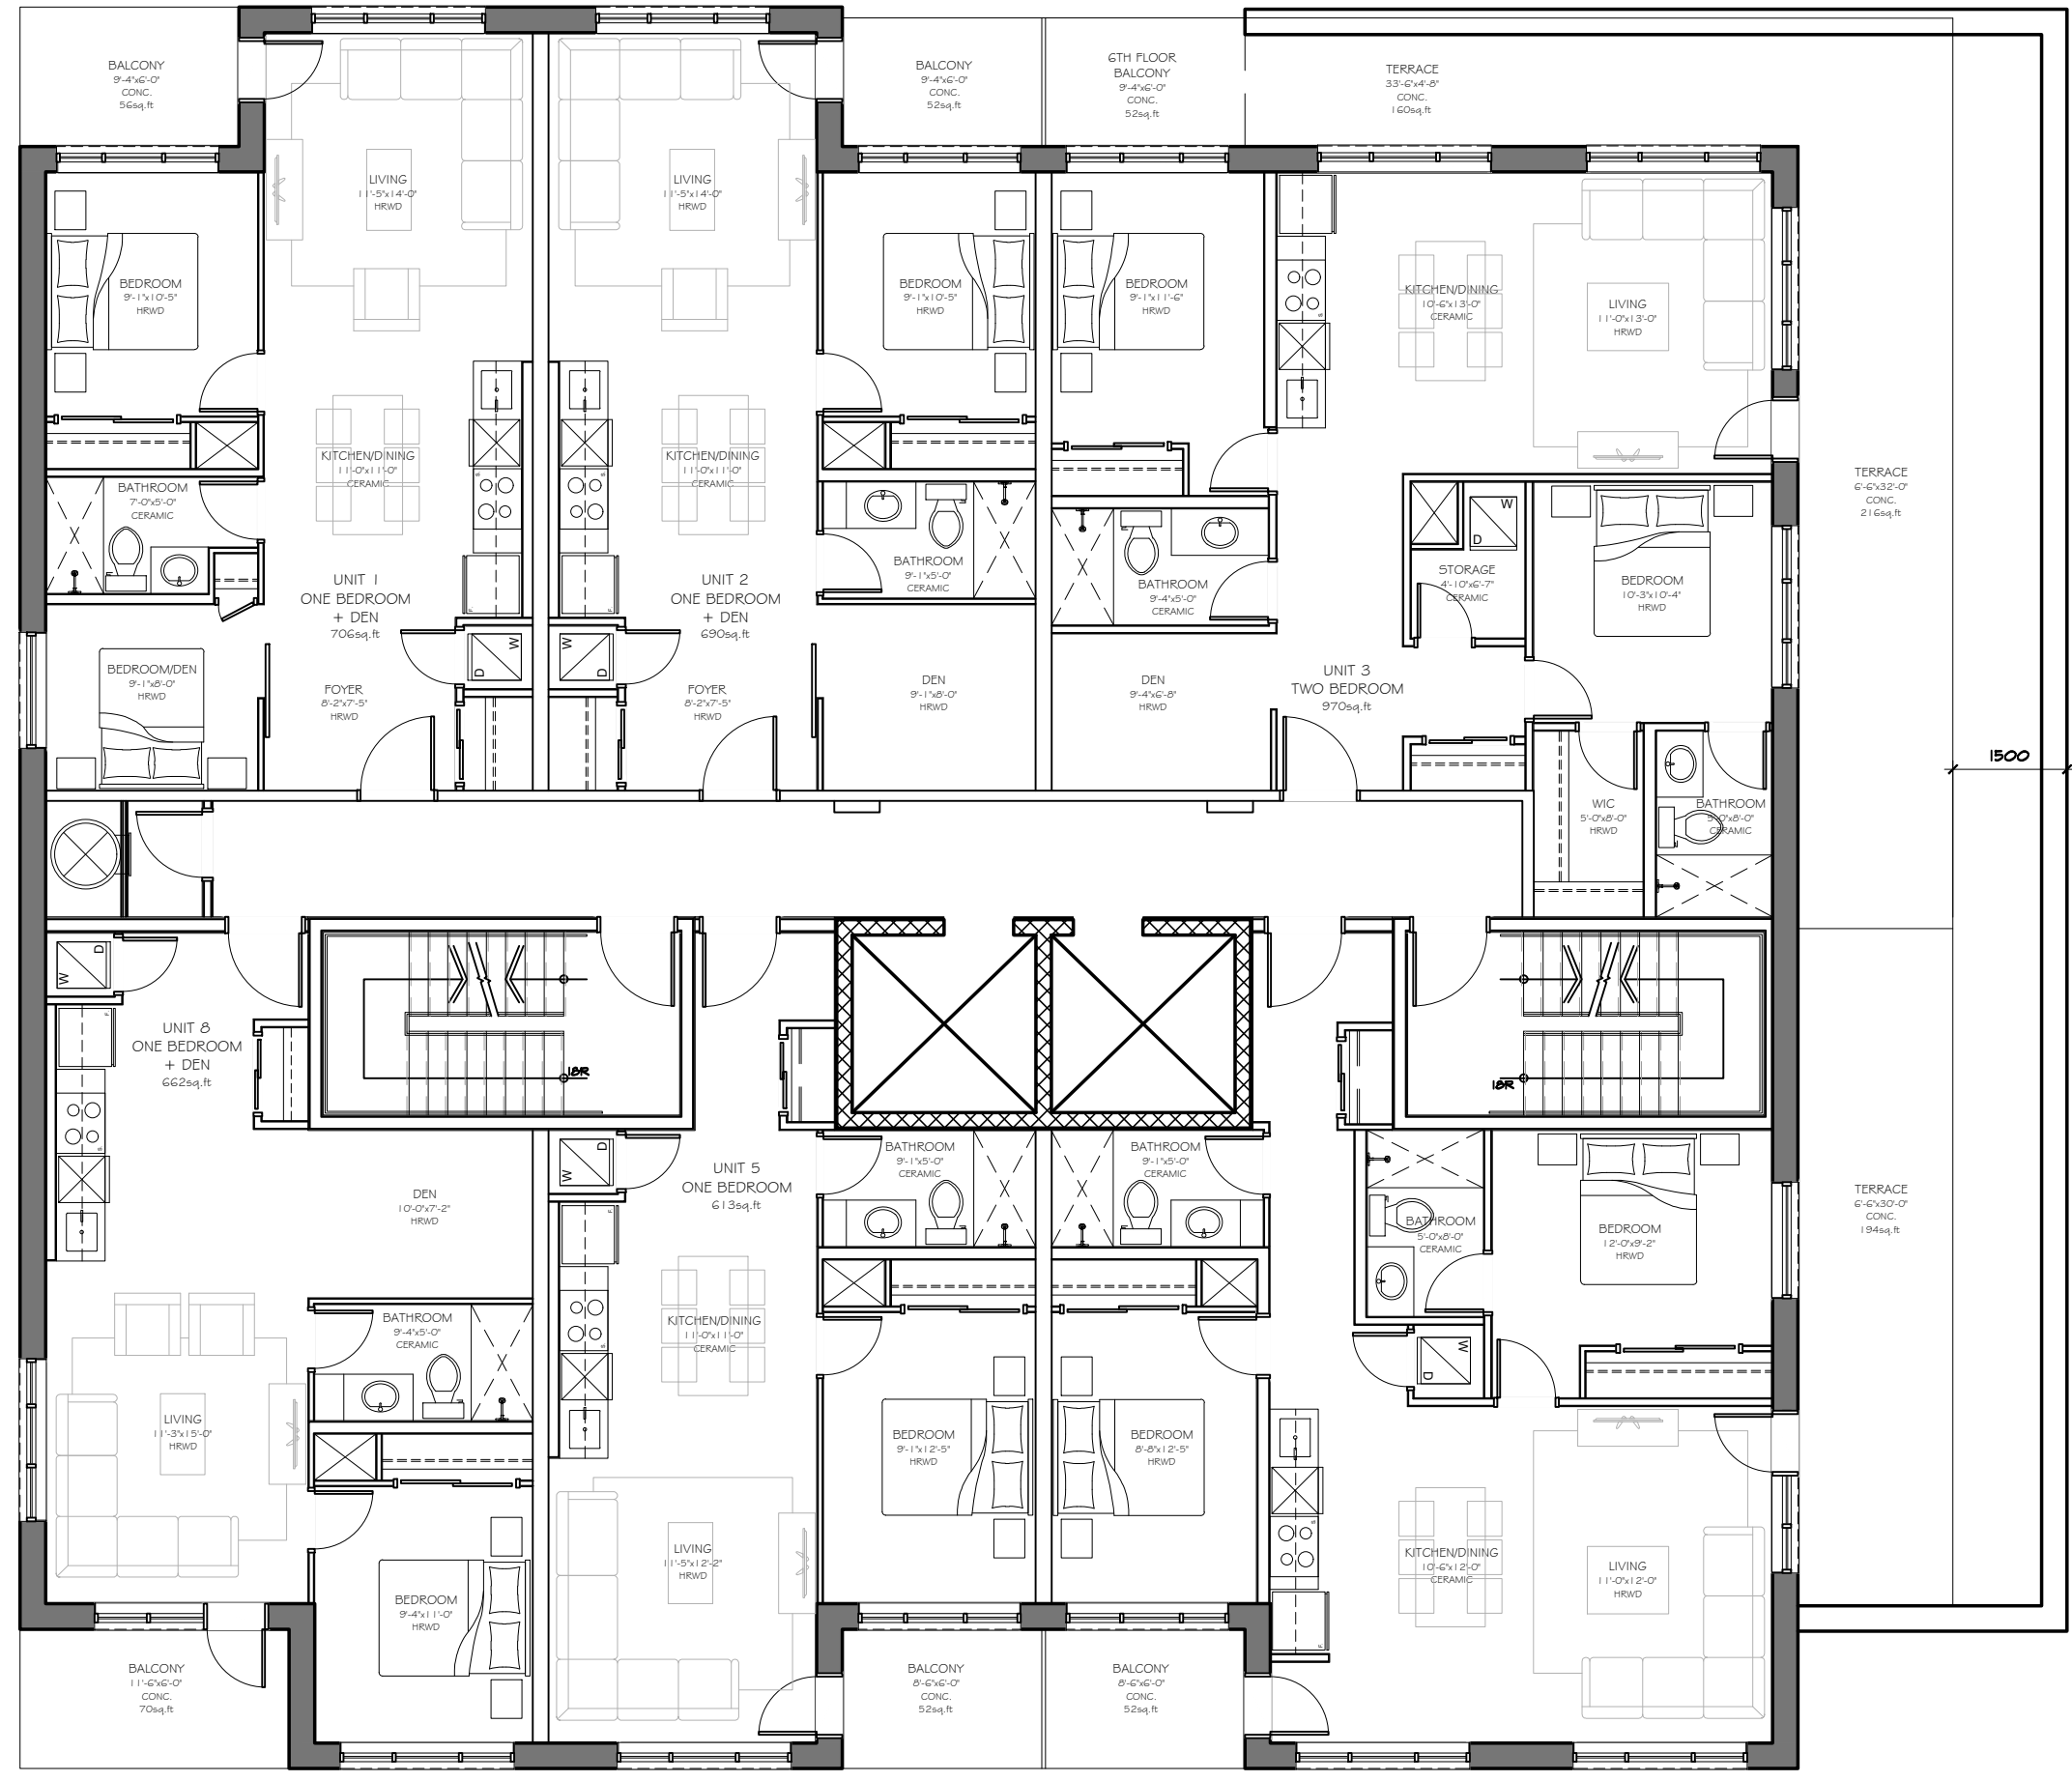 BALCONY
9'-4"x6'-0"
CONC.
56sq.ft
BALCONY
9'-4"x6'-0"
CONC.
52sq.ft
6TH FLOOR
BALCONY
9'-4"x6'-0"
CONC.
52sq.ft
TERRACE
33'-6"x4'-8"
CONC.
160sq.ft
LIVING
11'-5"x14'-0"
HRWD
LIVING
11'-5"x14'-0"
HRWD
BEDROOM
9'-1"x10'-5"
HRWD
BEDROOM
9'-1"x10'-5"
HRWD
BEDROOM
9'-1"x11'-6"
HRWD
KITCHEN/DINING
10'-6"x13'-0"
CERAMIC
LIVING
11'-0"x13'-0"
HRWD
KITCHEN/DINING
11'-0"x11'-0"
CERAMIC
KITCHEN/DINING
11'-0"x11'-0"
CERAMIC
BATHROOM
7'-0"x5'-0"
CERAMIC
TERRACE
6'-6"x32'-0"
CONC.
216sq.ft
W
D
BATHROOM
9'-1"x5'-0"
CERAMIC
BATHROOM
9'-4"x5'-0"
CERAMIC
STORAGE
4'-10"x6'-7"
CERAMIC
BEDROOM
10'-3"x10'-4"
HRWD
UNIT 1
ONE BEDROOM
+ DEN
706sq.ft
UNIT 2
ONE BEDROOM
+ DEN
690sq.ft
W
D
W
D
BEDROOM/DEN
9'-1"x8'-0"
HRWD
FOYER
8'-2"x7'-5"
HRWD
FOYER
8'-2"x7'-5"
HRWD
DEN
9'-1"x8'-0"
HRWD
DEN
9'-4"x6'-8"
HRWD
UNIT 3
TWO BEDROOM
970sq.ft
1500
WIC
5'-0"x8'-0"
HRWD
BATHROOM
5'-0"x8'-0"
CERAMIC
D
W
UNIT 8
ONE BEDROOM
+ DEN
662sq.ft
18R
18R
D
W
UNIT 5
ONE BEDROOM
613sq.ft
BATHROOM
9'-1"x5'-0"
CERAMIC
BATHROOM
9'-1"x5'-0"
CERAMIC
DEN
10'-0"x7'-2"
HRWD
BATHROOM
5'-0"x8'-0"
CERAMIC
BEDROOM
12'-0"x9'-2"
HRWD
TERRACE
6'-6"x30'-0"
CONC.
194sq.ft
BATHROOM
9'-4"x5'-0"
CERAMIC
KITCHEN/DINING
11'-0"x11'-0"
CERAMIC
W
D
LIVING
11'-3"x15'-0"
HRWD
BEDROOM
9'-1"x12'-5"
HRWD
BEDROOM
8'-8"x12'-5"
HRWD
LIVING
11'-5"x12'-2"
HRWD
KITCHEN/DINING
10'-6"x12'-0"
CERAMIC
LIVING
11'-0"x12'-0"
HRWD
BEDROOM
9'-4"x11'-0"
HRWD
BALCONY
11'-6"x6'-0"
CONC.
70sq.ft
BALCONY
8'-6"x6'-0"
CONC.
52sq.ft
BALCONY
8'-6"x6'-0"
CONC.
52sq.ft